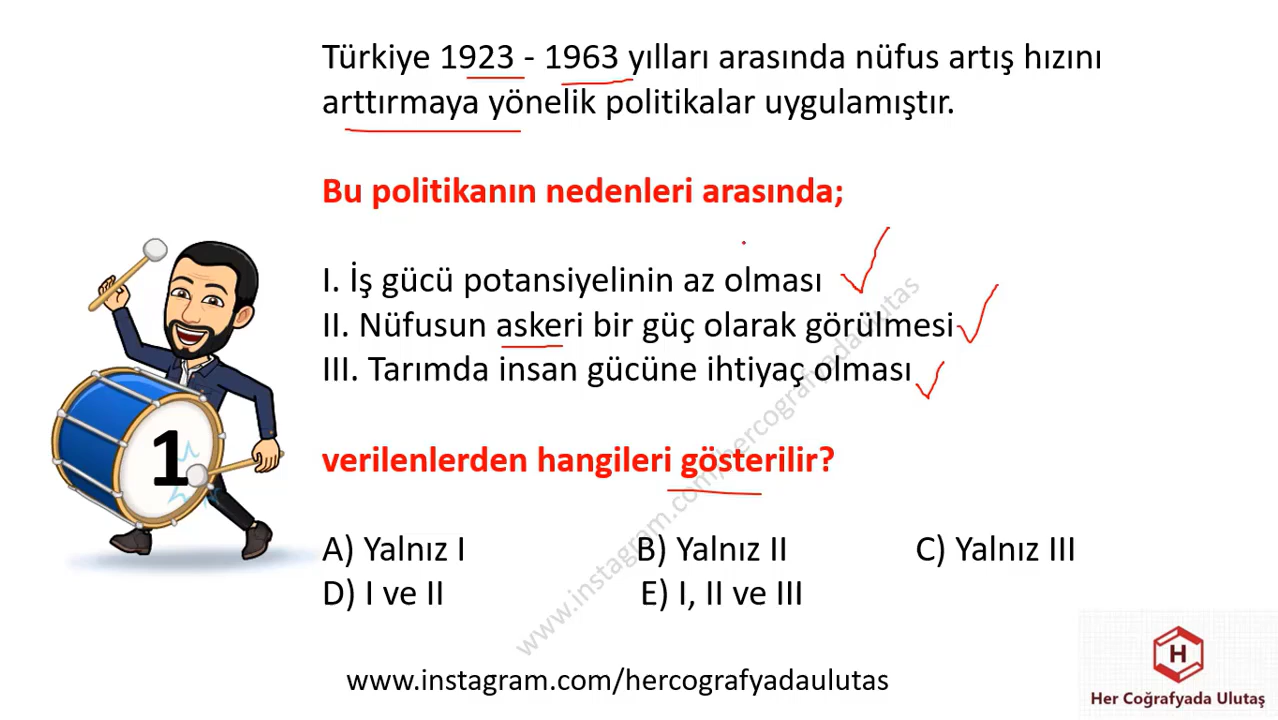 Türkiye 1923 - 1963 yılları arasında nüfus artış hızını
arttırmaya yönelik politikalar uygulamıştır.
Bu politikanın nedenleri arasında;
I. İş gücü potansiyelinin az olması
II. Nüfusun askeri bir güç olarak görülmesi
III. Tarımda insan gücüne ihtiyaç olması
verilenlerden hangileri gösterilir?
A) Yalnız I B) Yalnız II C) Yalnız III
D) I ve II E) I, II ve III
1
www.instagram.com/hercografyadaulutas
www.instagram.com/hercografyadaulutas
H
Her Coğrafyada Ulutaş